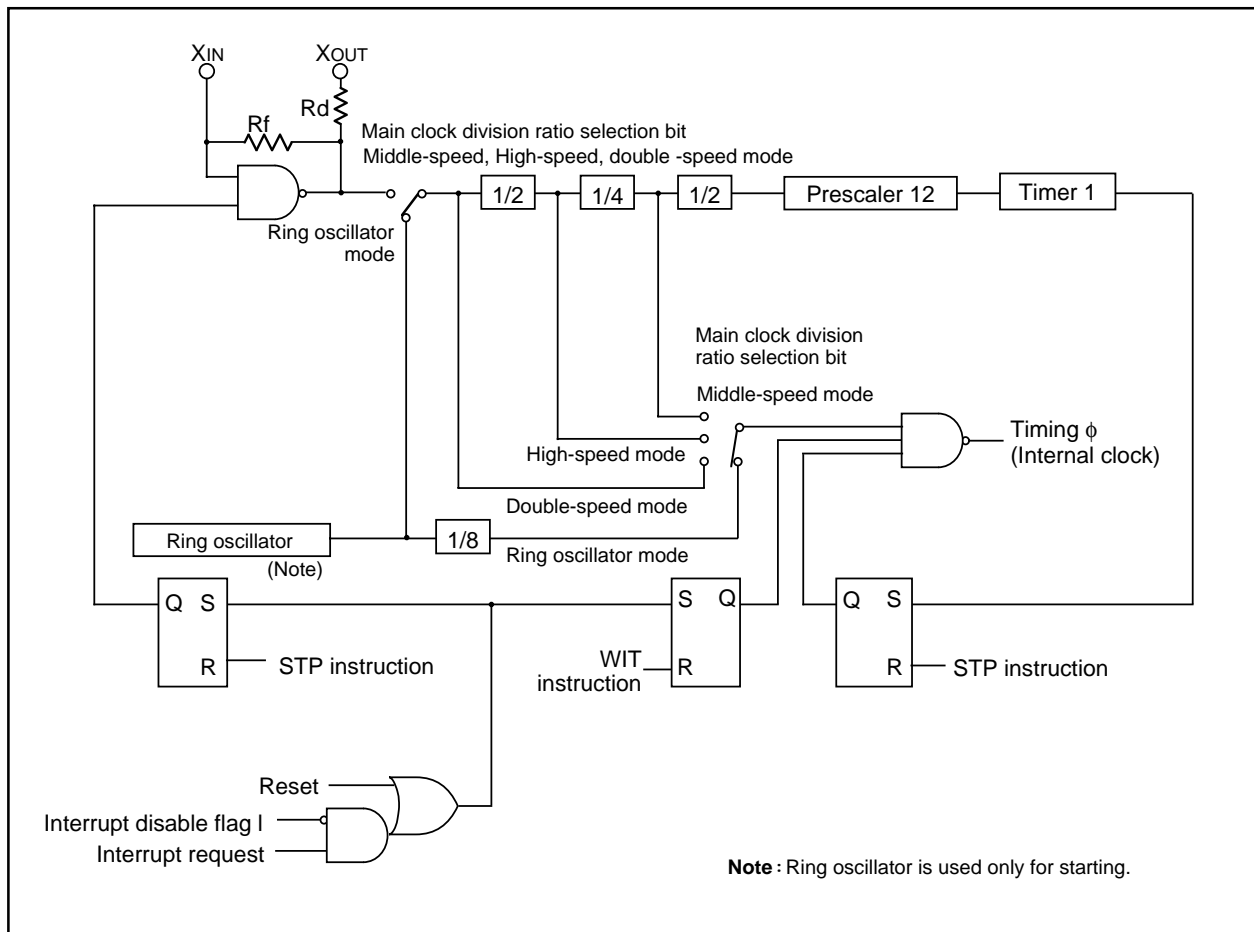 XIN
XOUT
Rd
Rf
Main clock division ratio selection bit
Middle-speed, High-speed, double -speed mode
1/2
1/4
1/2
Prescaler 12
Timer 1
Ring oscillator
mode
Main clock division
ratio selection bit
Middle-speed mode
High-speed mode
Timing ϕ
(Internal clock)
Double-speed mode
Ring oscillator
(Note)
1/8
Ring oscillator mode
Q S
R
STP instruction
S Q
R
WIT
instruction
Q S
R
STP instruction
Reset
Interrupt disable flag I
Interrupt request
Note : Ring oscillator is used only for starting.